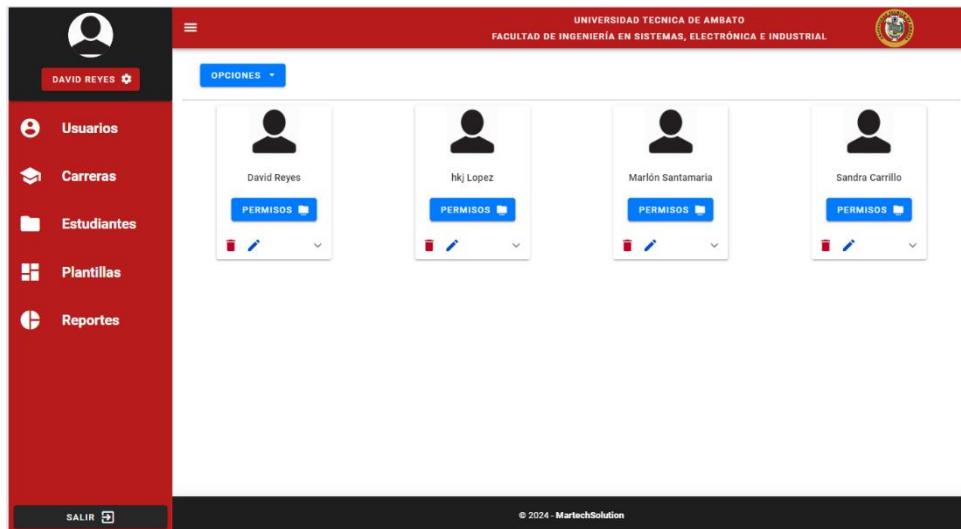 DAVID REYES
Usuarios
Carreras
Estudiantes
Plantillas
Reportes
SALIR
UNIVERSIDAD TECNICA DE AMBATO
FACULTAD DE INGENIERÍA EN SISTEMAS, ELECTRÓNICA E INDUSTRIAL
OPCIONES
David Reyes
PERMISOS
hkj Lopez
PERMISOS
Marlón Santamaria
PERMISOS
Sandra Carrillo
PERMISOS
© 2024 - MartechSolution